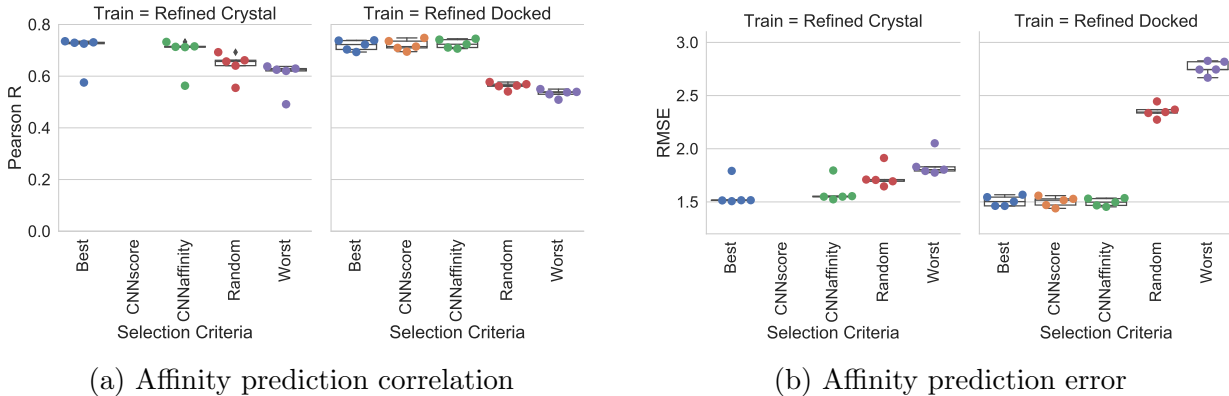 Train = Refined Crystal
Train = Refined Docked
0.8
0.6
0.4
0.2
0.0
Pearson R
Best
CNNscore
CNNaffinity
Random
Worst
Best
CNNscore
CNNaffinity
Random
Worst
Selection Criteria
Selection Criteria
(a) Affinity prediction correlation
Train = Refined Crystal
Train = Refined Docked
3.0
2.5
2.0
1.5
RMSE
Best
CNNscore
CNNaffinity
Random
Worst
Best
CNNscore
CNNaffinity
Random
Worst
Selection Criteria
Selection Criteria
(b) Affinity prediction error